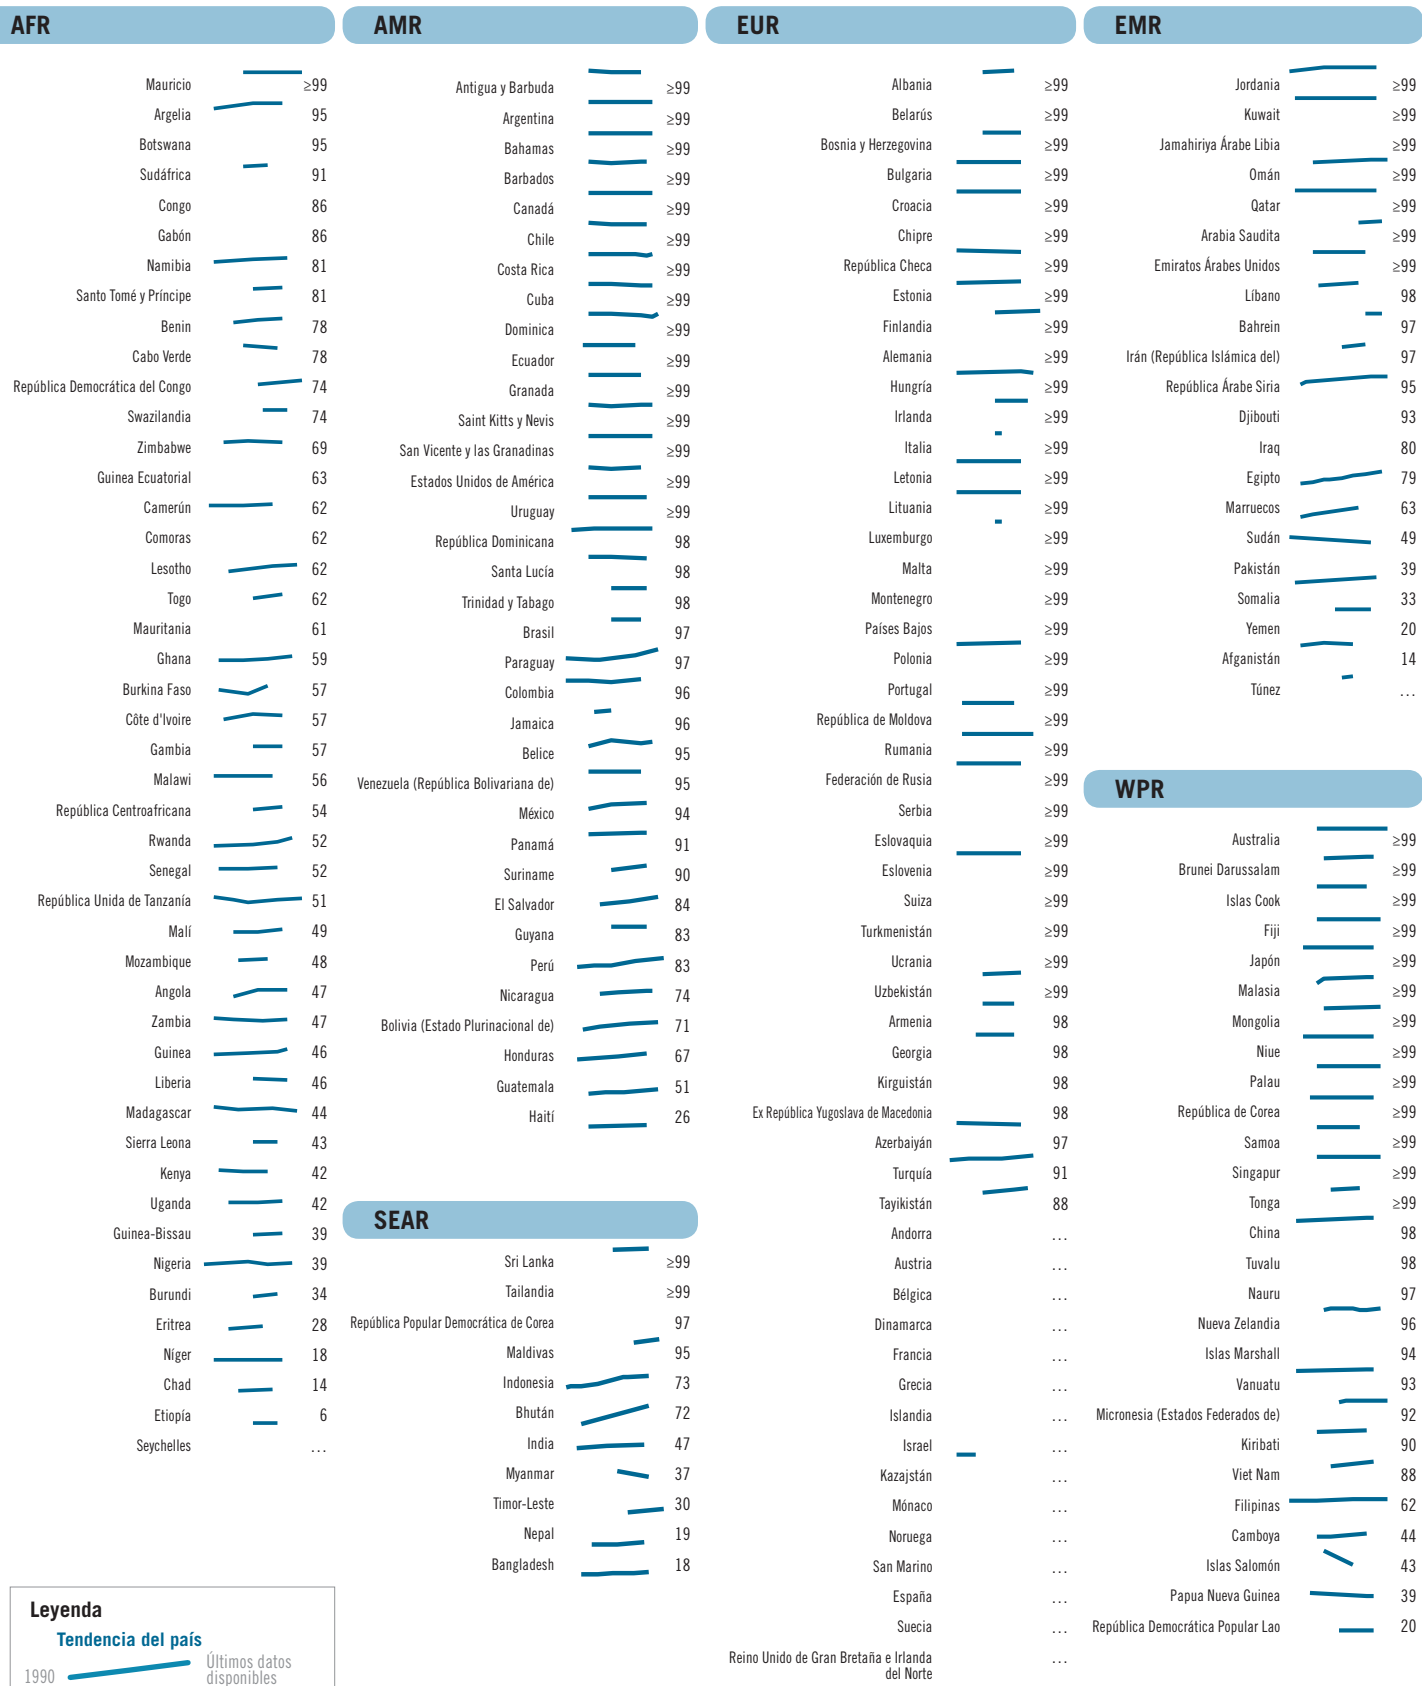 AFR
Mauricio ≥99
Argelia 95
Botswana 95
Sudáfrica 91
Congo 86
Gabón 86
Namibia 81
Santo Tomé y Príncipe 81
Benin 78
Cabo Verde 78
República Democrática del Congo 74
Swazilandia 74
Zimbabwe 69
Guinea Ecuatorial 63
Camerún 62
Comoras 62
Lesotho 62
Togo 62
Mauritania 61
Ghana 59
Burkina Faso 57
Côte d'Ivoire 57
Gambia 57
Malawi 56
República Centroafricana 54
Rwanda 52
Senegal 52
República Unida de Tanzanía 51
Malí 49
Mozambique 48
Angola 47
Zambia 47
Guinea 46
Liberia 46
Madagascar 44
Sierra Leona 43
Kenya 42
Uganda 42
Guinea-Bissau 39
Nigeria 39
Burundi 34
Eritrea 28
Níger 18
Chad 14
Etiopía 6
Seychelles ...
Leyenda
Tendencia del país
1990
Últimos datos
disponibles
AMR
Antigua y Barbuda ≥99
Argentina ≥99
Bahamas ≥99
Barbados ≥99
Canadá ≥99
Chile ≥99
Costa Rica ≥99
Cuba ≥99
Dominica ≥99
Ecuador ≥99
Granada ≥99
Saint Kitts y Nevis ≥99
San Vicente y las Granadinas ≥99
Estados Unidos de América ≥99
Uruguay ≥99
República Dominicana 98
Santa Lucía 98
Trinidad y Tabago 98
Brasil 97
Paraguay 97
Colombia 96
Jamaica 96
Belice 95
Venezuela (República Bolivariana de) 95
México 94
Panamá 91
Suriname 90
El Salvador 84
Guyana 83
Perú 83
Nicaragua 74
Bolivia (Estado Plurinacional de) 71
Honduras 67
Guatemala 51
Haití 26
SEAR
Sri Lanka ≥99
Tailandia ≥99
República Popular Democrática de Corea 97
Maldivas 95
Indonesia 73
Bhután 72
India 47
Myanmar 37
Timor-Leste 30
Nepal 19
Bangladesh 18
EUR
Albania ≥99
Belarús ≥99
Bosnia y Herzegovina ≥99
Bulgaria ≥99
Croacia ≥99
Chipre ≥99
República Checa ≥99
Estonia ≥99
Finlandia ≥99
Alemania ≥99
Hungría ≥99
Irlanda ≥99
Italia ≥99
Letonia ≥99
Lituania ≥99
Luxemburgo ≥99
Malta ≥99
Montenegro ≥99
Países Bajos ≥99
Polonia ≥99
Portugal ≥99
República de Moldova ≥99
Rumania ≥99
Federación de Rusia ≥99
Serbia ≥99
Eslovaquia ≥99
Eslovenia ≥99
Suiza ≥99
Turkmenistán ≥99
Ucrania ≥99
Uzbekistán ≥99
Armenia 98
Georgia 98
Kirguistán 98
Ex República Yugoslava de Macedonia 98
Azerbaiyán 97
Turquía 91
Tayikistán 88
Andorra ...
Austria ...
Bélgica ...
Dinamarca ...
Francia ...
Grecia ...
Islandia ...
Israel ...
Kazajstán ...
Mónaco ...
Noruega ...
San Marino ...
España ...
Suecia ...
Reino Unido de Gran Bretaña e Irlanda ...
del Norte
EMR
Jordania ≥99
Kuwait ≥99
Jamahiriya Árabe Libia ≥99
Omán ≥99
Qatar ≥99
Arabia Saudita ≥99
Emiratos Árabes Unidos ≥99
Líbano 98
Bahrein 97
Irán (República Islámica del) 97
República Árabe Siria 95
Djibouti 93
Iraq 80
Egipto 79
Marruecos 63
Sudán 49
Pakistán 39
Somalia 33
Yemen 20
Afganistán 14
Túnez ...
WPR
Australia ≥99
Brunei Darussalam ≥99
Islas Cook ≥99
Fiji ≥99
Japón ≥99
Malasia ≥99
Mongolia ≥99
Niue ≥99
Palau ≥99
República de Corea ≥99
Samoa ≥99
Singapur ≥99
Tonga ≥99
China 98
Tuvalu 98
Nauru 97
Nueva Zelandia 96
Islas Marshall 94
Vanuatu 93
Micronesia (Estados Federados de) 92
Kiribati 90
Viet Nam 88
Filipinas 62
Camboya 44
Islas Salomón 43
Papua Nueva Guinea 39
República Democrática Popular Lao 20